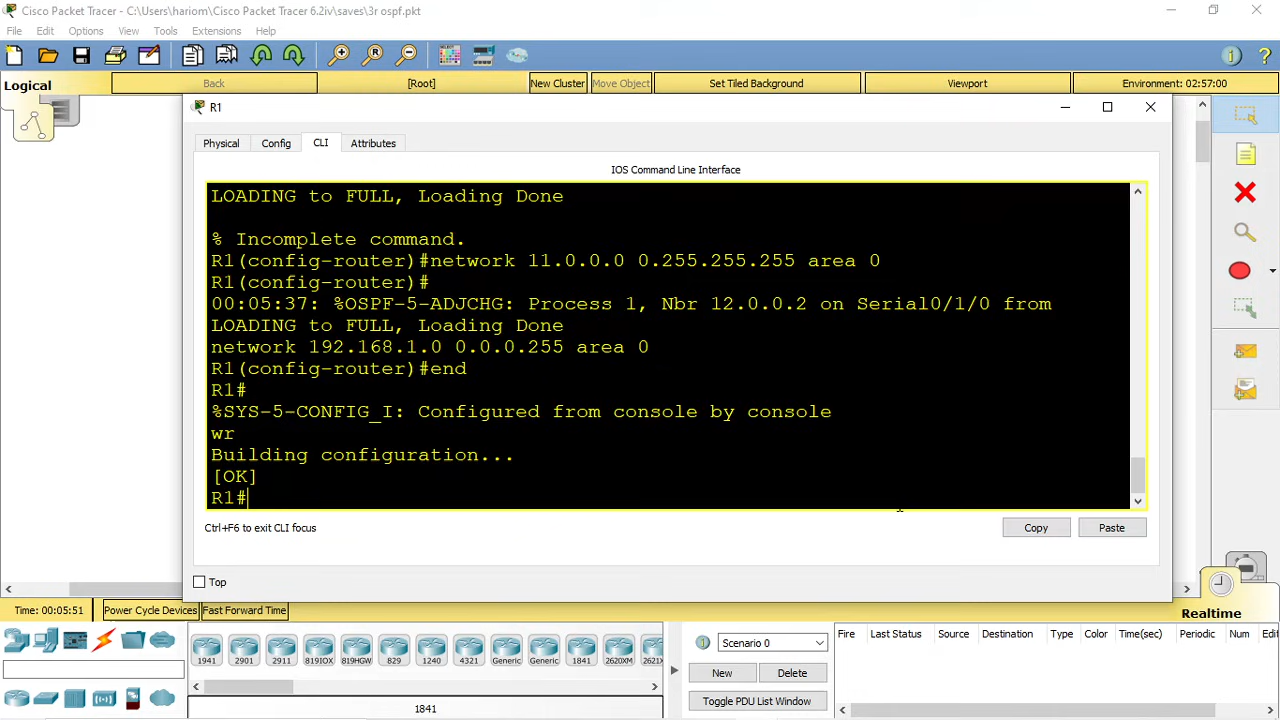 Cisco Packet Tracer - C:\Users\hariom\Cisco Packet Tracer 6.2iv\saves\3r ospf.pkt
File Edit Options View Tools Extensions Help
Logical Back [Root] New Cluster Move Object Set Tiled Background Viewport Environment: 02:57:00
R1
Physical Config CLI Attributes
IOS Command Line Interface
LOADING to FULL, Loading Done
% Incomplete command.
R1(config-router)#network 11.0.0.0 0.255.255.255 area 0
R1(config-router)#
00:05:37: %OSPF-5-ADJCHG: Process 1, Nbr 12.0.0.2 on Serial0/1/0 from
LOADING to FULL, Loading Done
network 192.168.1.0 0.0.0.255 area 0
R1(config-router)#end
R1#
%SYS-5-CONFIG_I: Configured from console by console
wr
Building configuration...
[OK]
R1#
Ctrl+F6 to exit CLI focus
Copy Paste
Top
Time: 00:05:51 Power Cycle Devices Fast Forward Time Realtime
1941 2901 2911 819IOX 819HGW 829 1240 4321 Generic Generic 1841 2620XM 2621X
Scenario 0
New Delete
Toggle PDU List Window
Fire Last Status Source Destination Type Color Time(sec) Periodic Num Edi
1841